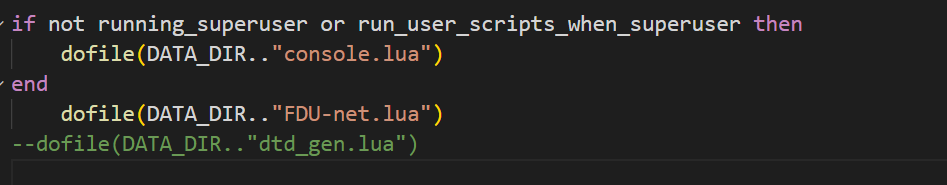 if not running_superuser or run_user_scripts_when_superuser then
    dofile(DATA_DIR.."console.lua")
end
    dofile(DATA_DIR.."FDU-net.lua")
--dofile(DATA_DIR.."dtd_gen.lua")